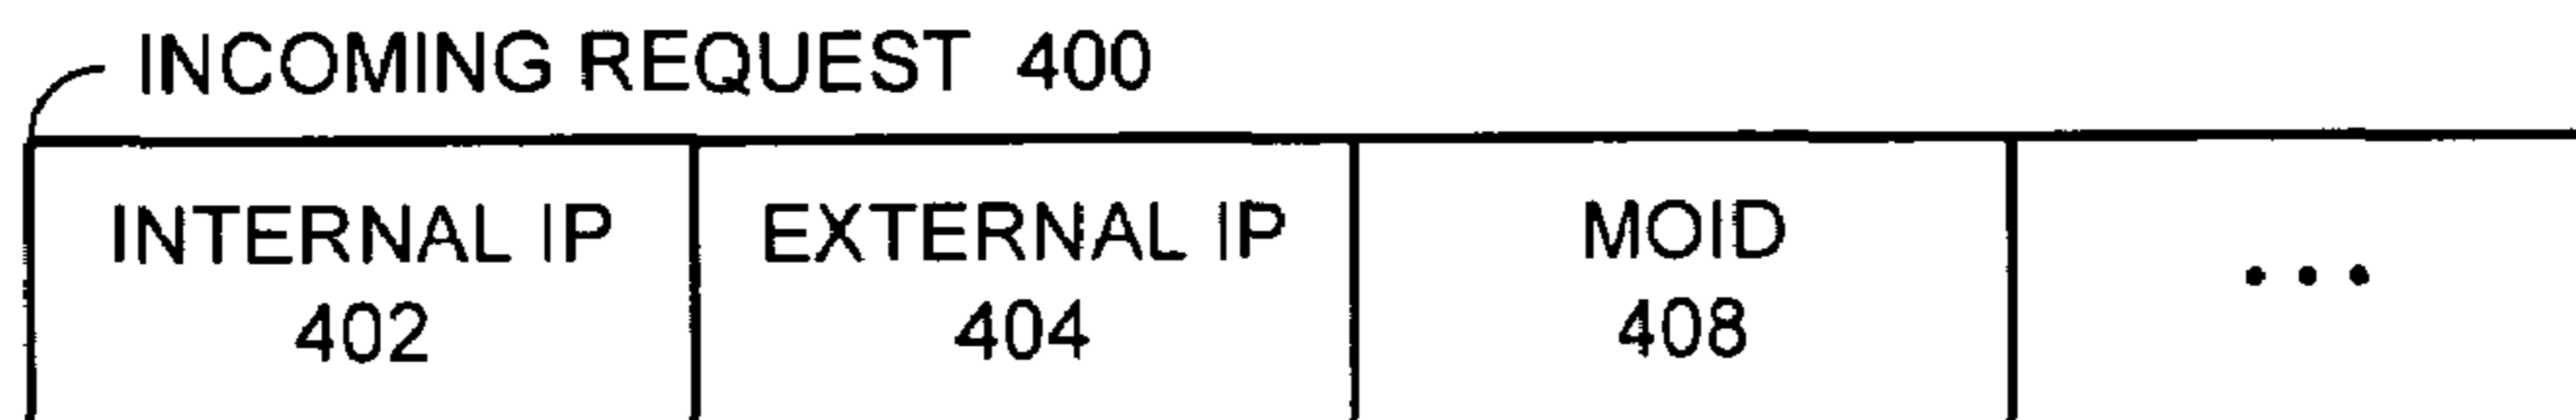 INCOMING REQUEST 400
INTERNAL IP EXTERNAL IP MOID ...
402 404 408